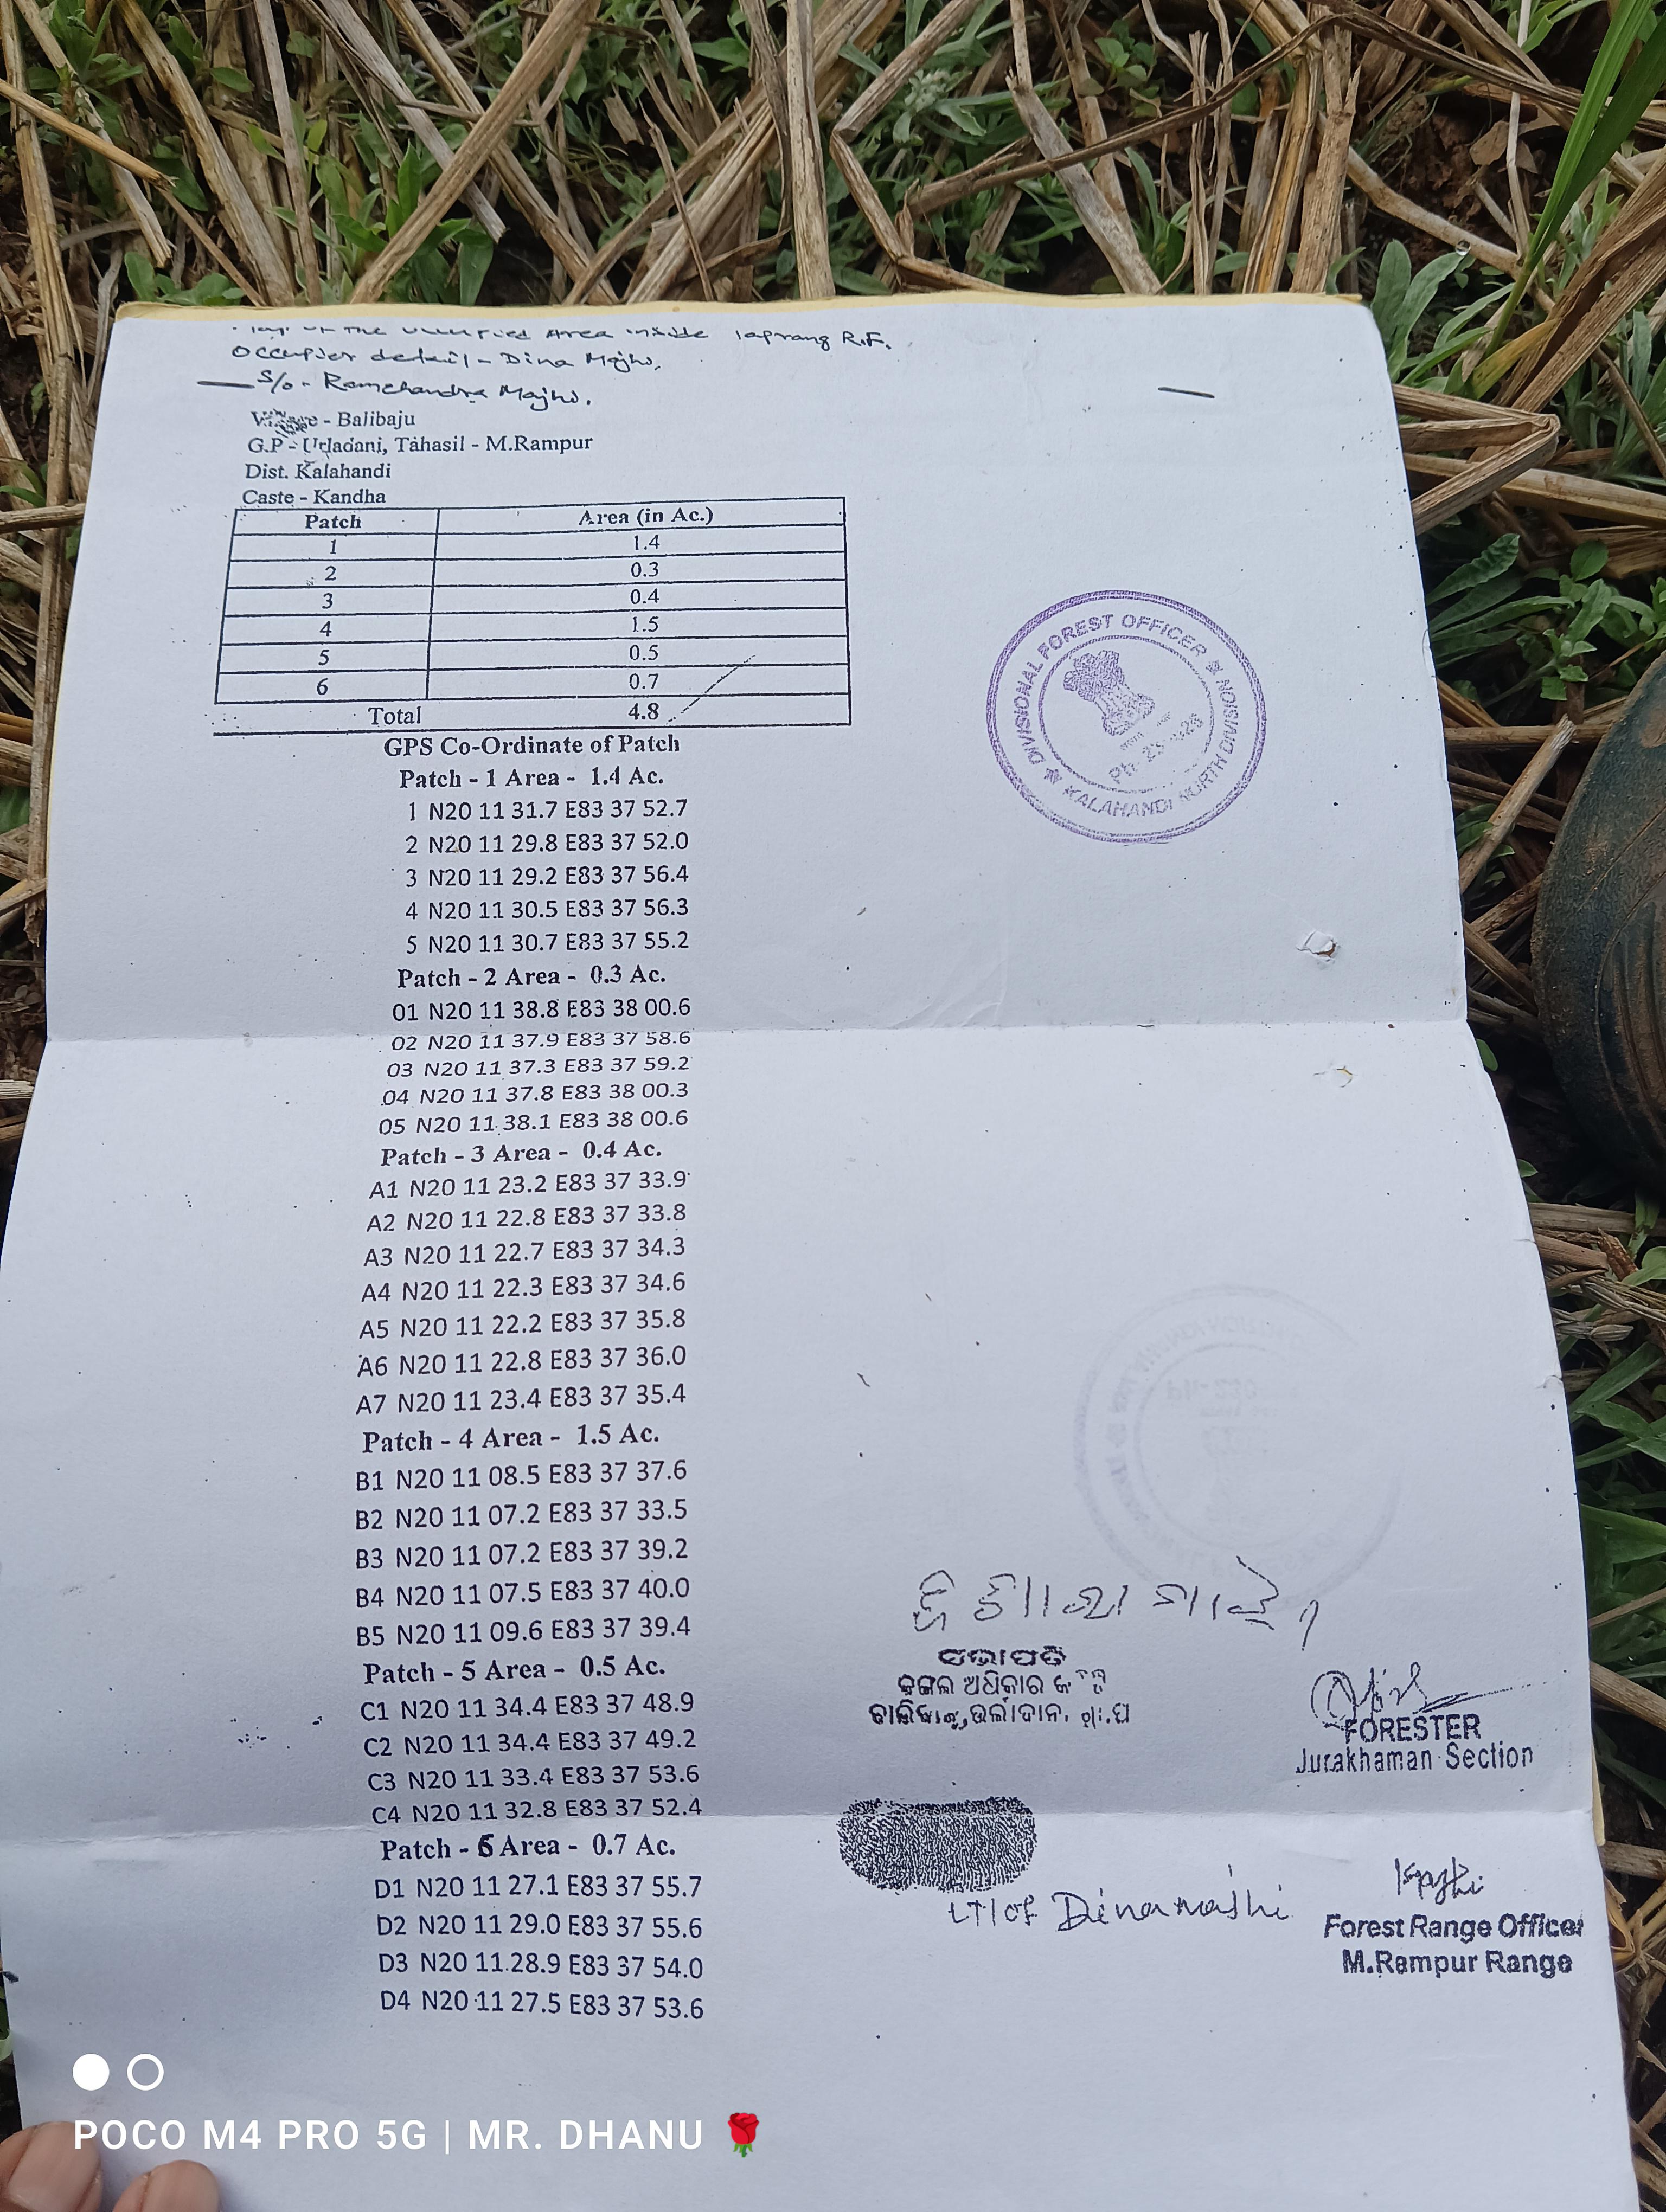 of the Occupied Area inside Laprang R.F.
Occupier detail - Dina Majhi,
S/o - Ramchandra Majhi.
Village - Balibaju
G.P - Urladani, Tahasil - M.Rampur
Dist. Kalahandi
Caste - Kandha
Patch Area (in Ac.)
1 1.4
2 0.3
3 0.4
4 1.5
5 0.5
6 0.7
Total 4.8
DIVISIONAL FOREST OFFICER
KALAHANDI NORTH DIVISION
GPS Co-Ordinate of Patch
Patch - 1 Area - 1.4 Ac.
1 N20 11 31.7 E83 37 52.7
2 N20 11 29.8 E83 37 52.0
3 N20 11 29.2 E83 37 56.4
4 N20 11 30.5 E83 37 56.3
5 N20 11 30.7 E83 37 55.2
Patch - 2 Area - 0.3 Ac.
01 N20 11 38.8 E83 38 00.6
02 N20 11 37.9 E83 37 58.6
03 N20 11 37.3 E83 37 59.2
04 N20 11 37.8 E83 38 00.3
05 N20 11 38.1 E83 38 00.6
Patch - 3 Area - 0.4 Ac.
A1 N20 11 23.2 E83 37 33.9
A2 N20 11 22.8 E83 37 33.8
A3 N20 11 22.7 E83 37 34.3
A4 N20 11 22.3 E83 37 34.6
A5 N20 11 22.2 E83 37 35.8
A6 N20 11 22.8 E83 37 36.0
A7 N20 11 23.4 E83 37 35.4
Patch - 4 Area - 1.5 Ac.
B1 N20 11 08.5 E83 37 37.6
B2 N20 11 07.2 E83 37 33.5
B3 N20 11 07.2 E83 37 39.2
B4 N20 11 07.5 E83 37 40.0
B5 N20 11 09.6 E83 37 39.4
Patch - 5 Area - 0.5 Ac.
C1 N20 11 34.4 E83 37 48.9
C2 N20 11 34.4 E83 37 49.2
C3 N20 11 33.4 E83 37 53.6
C4 N20 11 32.8 E83 37 52.4
Patch - 6 Area - 0.7 Ac.
D1 N20 11 27.1 E83 37 55.7
D2 N20 11 29.0 E83 37 55.6
D3 N20 11 28.9 E83 37 54.0
D4 N20 11 27.5 E83 37 53.6
ସଭାପତି
ଜଙ୍ଗଲ ଅଧିକାର
FORESTER
Jurakhaman Section
LTI of Dina Majhi
Forest Range Officer
M.Rampur Range
POCO M4 PRO 5G | MR. DHANU 🌹